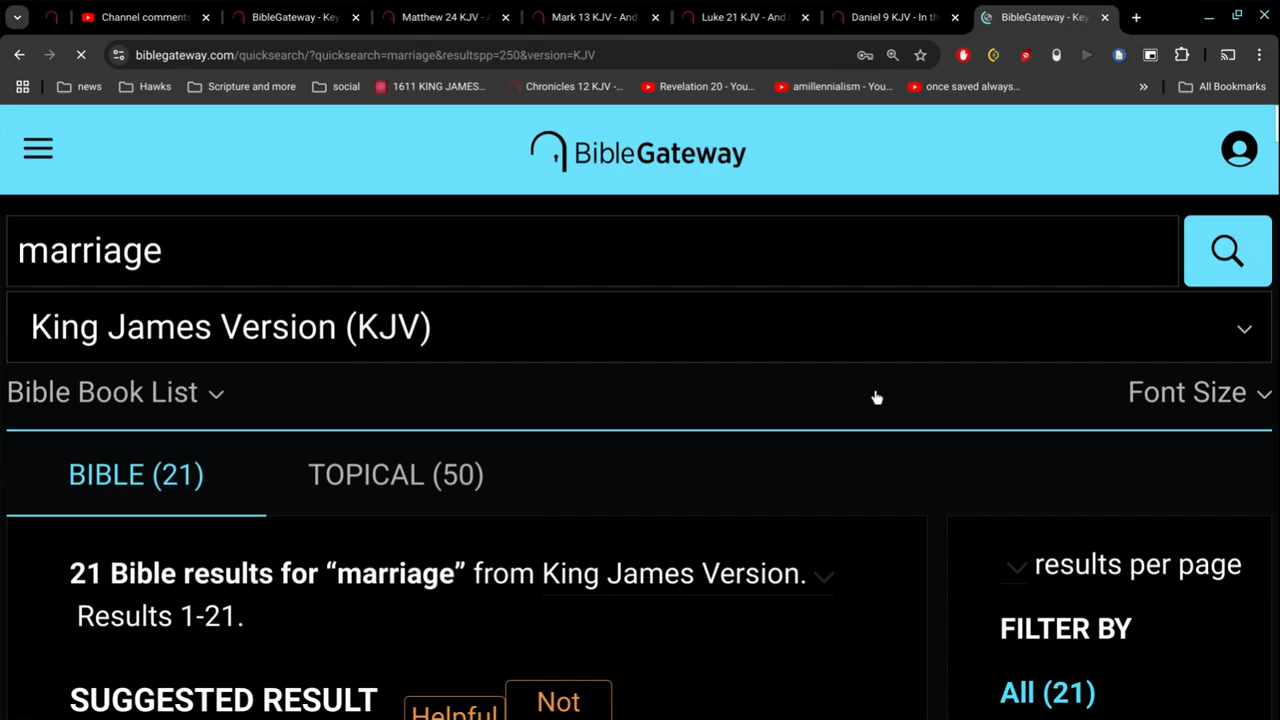 Channel comments
BibleGateway - Key
Matthew 24 KJV - 
Mark 13 KJV - And
Luke 21 KJV - And
Daniel 9 KJV - In th
BibleGateway - Key
biblegateway.com/quicksearch/?quicksearch=marriage&resultspp=250&version=KJV
news
Hawks
Scripture and more
social
1611 KING JAMES...
Chronicles 12 KJV -...
Revelation 20 - You...
amillennialism - You...
once saved always...
»
All Bookmarks
BibleGateway
marriage
King James Version (KJV)
Bible Book List
Font Size
BIBLE (21)
TOPICAL (50)
21 Bible results for “marriage” from King James Version.
Results 1-21.
results per page
FILTER BY
All (21)
SUGGESTED RESULT
Helpful
Not